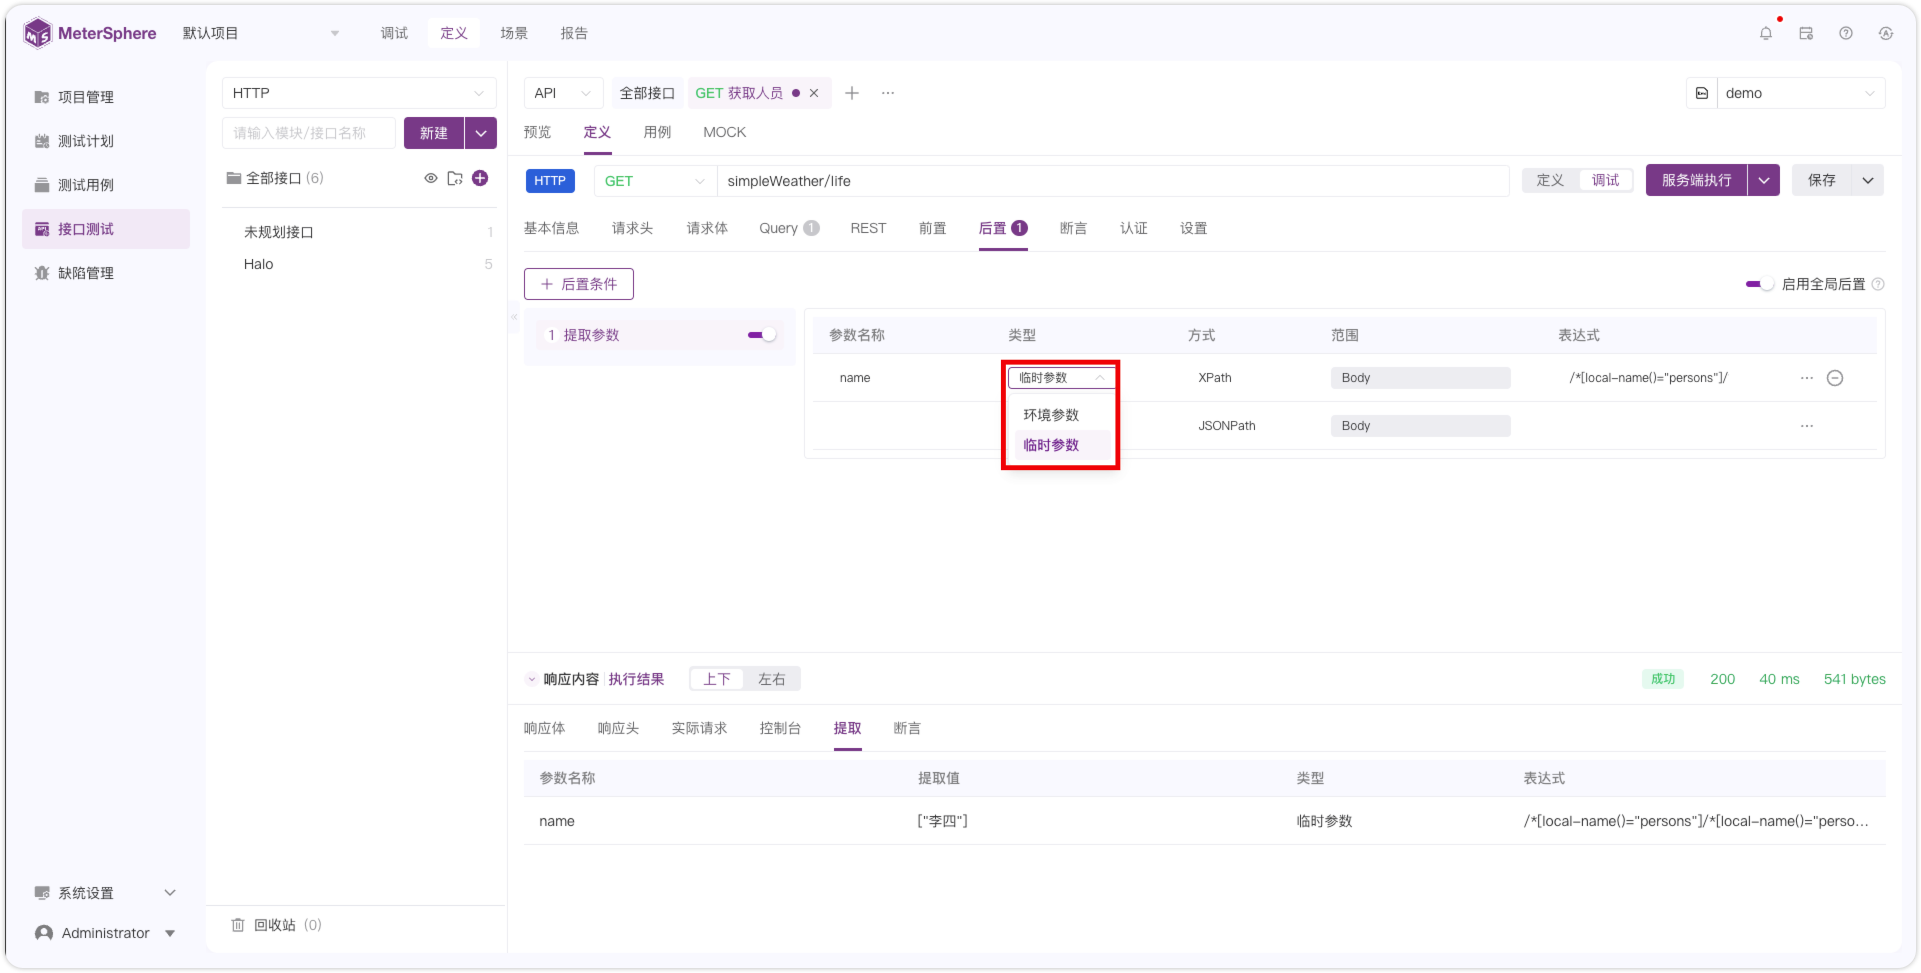 MeterSphere 默认项目 调试 定义 场景 报告
项目管理
测试计划
测试用例
接口测试
缺陷管理
系统设置
Administrator
HTTP
请输入模块/接口名称 新建
全部接口 (6)
未规划接口 1
Halo 5
回收站 (0)
API 全部接口 GET 获取人员 demo
预览 定义 用例 MOCK
HTTP GET simpleWeather/life 定义 调试 服务端执行 保存
基本信息 请求头 请求体 Query 1 REST 前置 后置 1 断言 认证 设置
后置条件 启用全局后置
1 提取参数
参数名称 类型 方式 范围 表达式
name 临时参数 XPath Body /*[local-name()="persons"]/
环境参数
临时参数
JSONPath Body
响应内容 执行结果 上下 左右 成功 200 40 ms 541 bytes
响应体 响应头 实际请求 控制台 提取 断言
参数名称 提取值 类型 表达式
name ["李四"] 临时参数 /*[local-name()="persons"]/*[local-name()="perso...